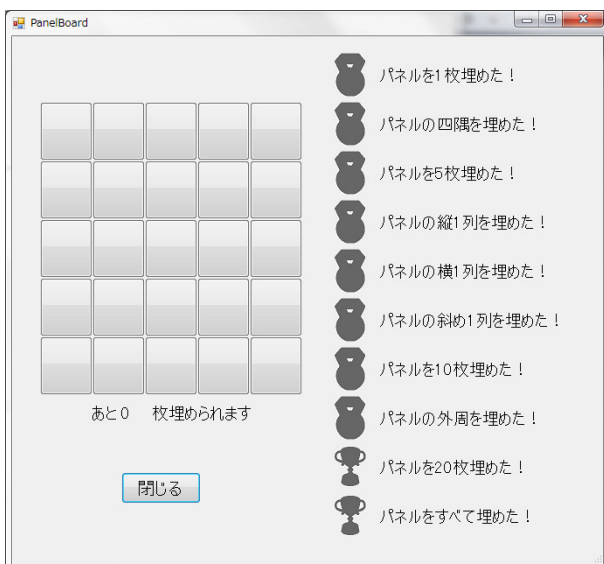 PanelBoard
パネルを1枚埋めた！
パネルの四隅を埋めた！
パネルを5枚埋めた！
パネルの縦1列を埋めた！
パネルの横1列を埋めた！
パネルの斜め1列を埋めた！
パネルを10枚埋めた！
パネルの外周を埋めた！
パネルを20枚埋めた！
パネルをすべて埋めた！
あと0 枚埋められます
閉じる